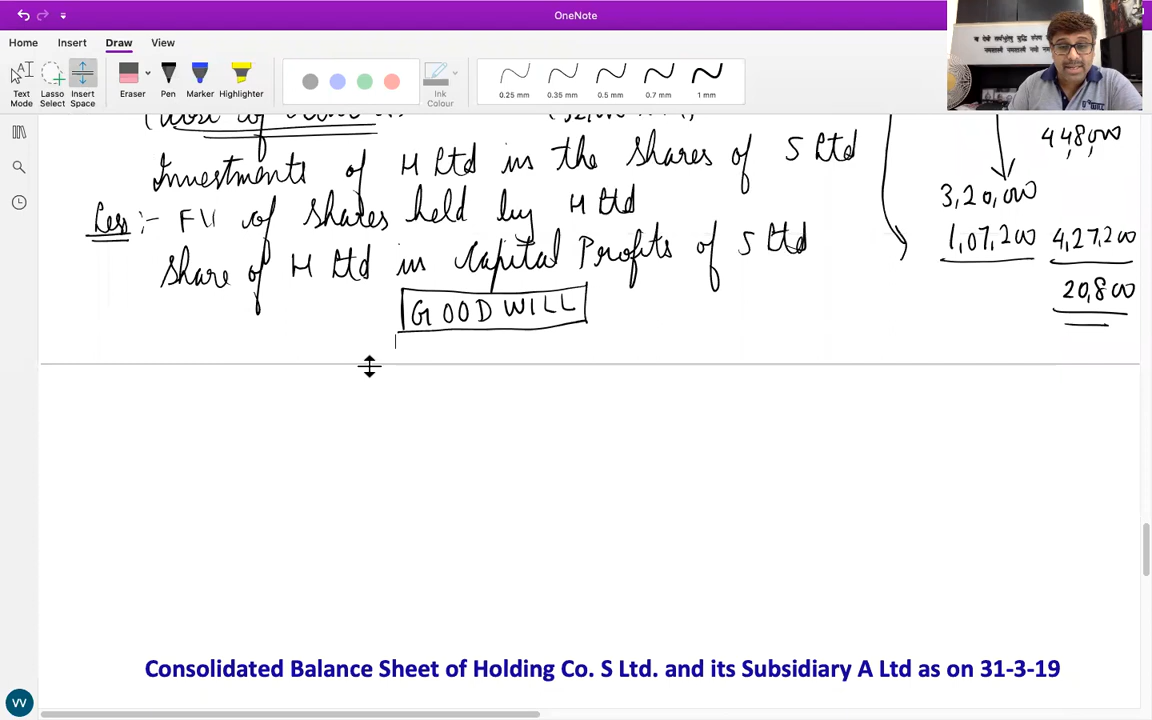 OneNote
Home Insert Draw View
Text Mode
Lasso Select
Insert Space
Eraser
Pen
Marker
Highlighter
Ink Colour
0.25 mm
0.35 mm
0.5 mm
0.7 mm
1 mm
4,48,000
Investments of H Ltd in the shares of S Ltd
3,20,000
Less :- FV of shares held by H Ltd
1,07,200 4,27,200
Share of H Ltd in Capital Profits of S Ltd
20,800
GOODWILL
Consolidated Balance Sheet of Holding Co. S Ltd. and its Subsidiary A Ltd as on 31-3-19
VV